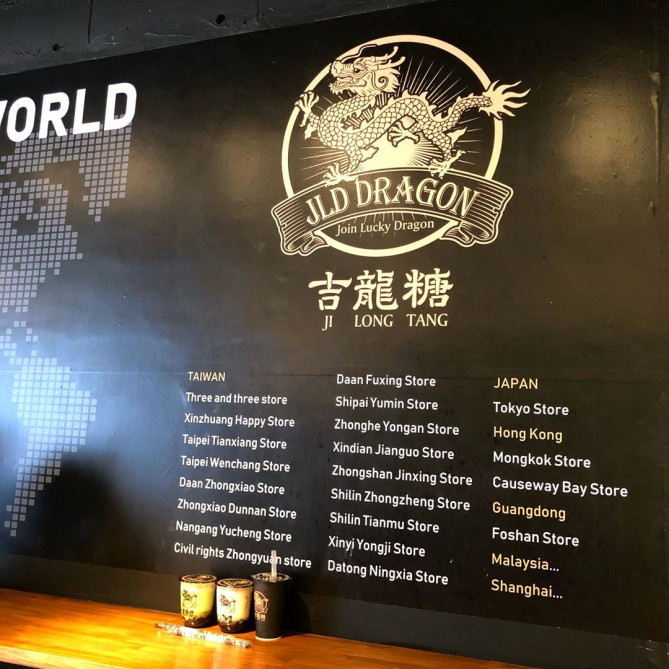 WORLD
JLD DRAGON
Join Lucky Dragon
吉龍糖
JI LONG TANG
TAIWAN
Three and three store
Xinzhuang Happy Store
Taipei Tianxiang Store
Taipei Wenchang Store
Daan Zhongxiao Store
Zhongxiao Dunnan Store
Nangang Yucheng Store
Civil rights Zhongyuan store
Daan Fuxing Store
Shipai Yumin Store
Zhonghe Yongan Store
Xindian Jianguo Store
Zhongshan Jinxing Store
Shilin Zhongzheng Store
Shilin Tianmu Store
Xinyi Yongji Store
Datong Ningxia Store
JAPAN
Tokyo Store
Hong Kong
Mongkok Store
Causeway Bay Store
Guangdong
Foshan Store
Malaysia...
Shanghai...